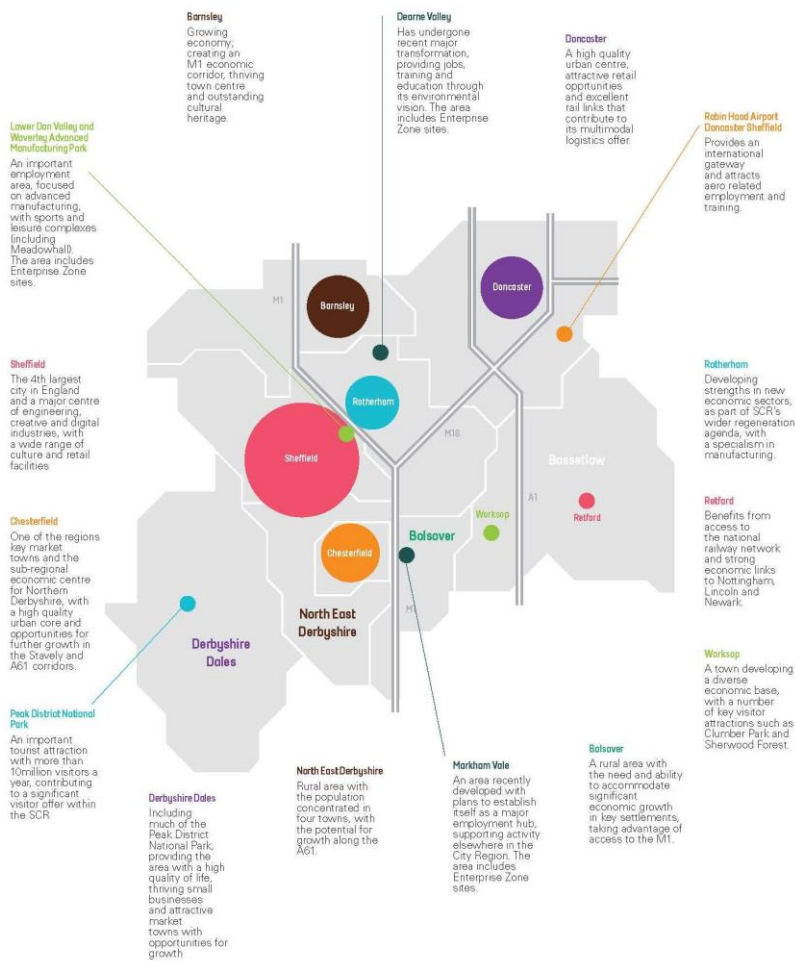 Barnsley
Growing
economy;
creating an
M1 economic
corridor, thriving
town centre
and outstanding
cultural
heritage.
Dearne Valley
Has undergone
recent major
transformation,
providing jobs,
training and
education through
its environmental
vision. The area
includes Enterprise
Zone sites.
Doncaster
A high quality
urban centre,
attractive retail
opprtunities and
excellent
rail links that
contribute to
its multimodal
logistics offer.
Lower Don Valley and
Waverley Advanced
Manufacturing Park
An important
employment
area, focused
on advanced
manufacturing,
with sports and
leisure complexes
(including
Meadowhall).
The area includes
Enterprise Zone
sites.
Robin Hood Airport
Doncaster Sheffield
Provides an
international
gateway
and attracts
aero related
employment and
training.
Sheffield
The 4th largest
city in England
and a major centre
of engineering,
creative and digital
industries, with
a wide range of
culture and retail
facilities
Rotherham
Developing
strengths in new
economic sectors,
as part of SCR's
wider regeneration
agenda, with
a specialism in
manufacturing.
Chesterfield
One of the regions
key market
towns and the
sub-regional
economic centre
for Northern
Derbyshire, with
a high quality
urban core and
opportunities for
further growth in
the Stavely and
A61 corridors.
Retford
Benefits from
access to
the national
railway network
and strong
economic links
to Nottingham,
Lincoln and
Newark.
Peak District National
Park
An important
tourist attraction
with more than
10million visitors a
year, contributing
to a significant
visitor offer within
the SCR
Worksop
A town developing
a diverse
economic base,
with a number
of key visitor
attractions such as
Clumber Park and
Sherwood Forest.
Derbyshire Dales
Including
much of the
Peak District
National Park,
providing the
area with a high
quality of life,
thriving small
businesses
and attractive
market
towns with
opportunities for
growth
North East Derbyshire
Rural area with
the population
concentrated in
four towns, with
the potential for
growth along the
A61.
Markham Vale
An area recently
developed with
plans to establish
itself as a major
employment hub,
supporting activity
elsewhere in the
City Region. The
area includes
Enterprise Zone
sites.
Bolsover
A rural area with
the need and ability
to accommodate
significant
economic growth
in key settlements,
taking advantage of
access to the M1.
M1
Barnsley
Doncaster
Rotherham
Sheffield
M18
Bassetlaw
A1
Retford
Worksop
Bolsover
Chesterfield
M1
North East
Derbyshire
Derbyshire
Dales